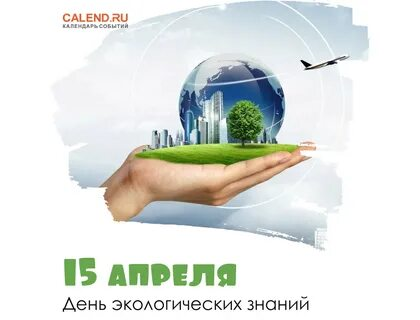 CALEND.RU
КАЛЕНДАРЬ СОБЫТИЙ
15 АПРЕЛЯ
День экологических знаний